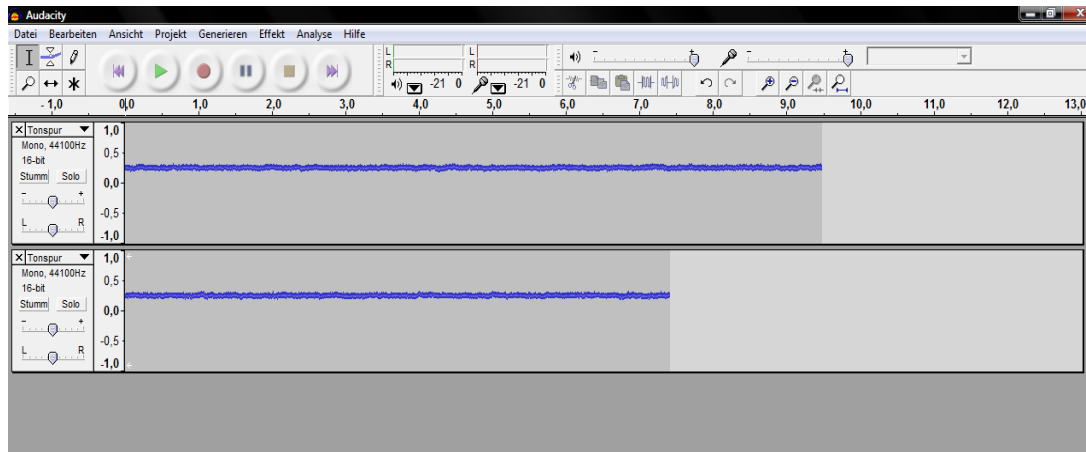 Audacity
Datei Bearbeiten Ansicht Projekt Generieren Effekt Analyse Hilfe
L
R
-21 0
L
R
-21 0
- +
- +
- 1,0 0,0 1,0 2,0 3,0 4,0 5,0 6,0 7,0 8,0 9,0 10,0 11,0 12,0 13,0
X Tonspur
Mono, 44100Hz
16-bit
Stumm Solo
- +
L R
1,0
0,5
0,0
-0,5
-1,0
X Tonspur
Mono, 44100Hz
16-bit
Stumm Solo
- +
L R
1,0
0,5
0,0
-0,5
-1,0